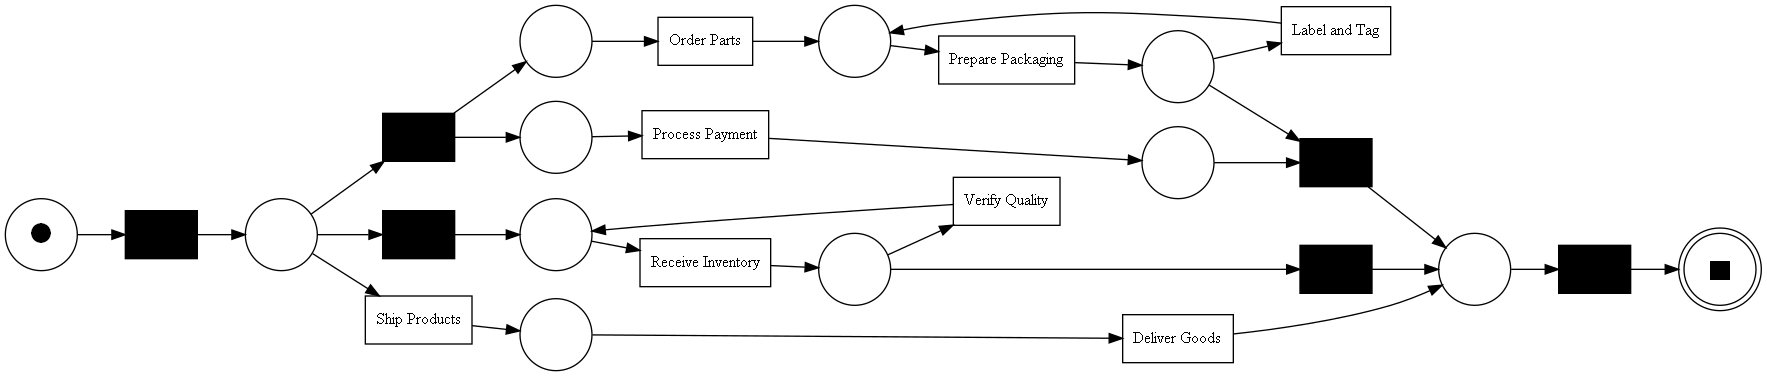 Order Parts
Label and Tag
Prepare Packaging
Process Payment
Verify Quality
Receive Inventory
Ship Products
Deliver Goods